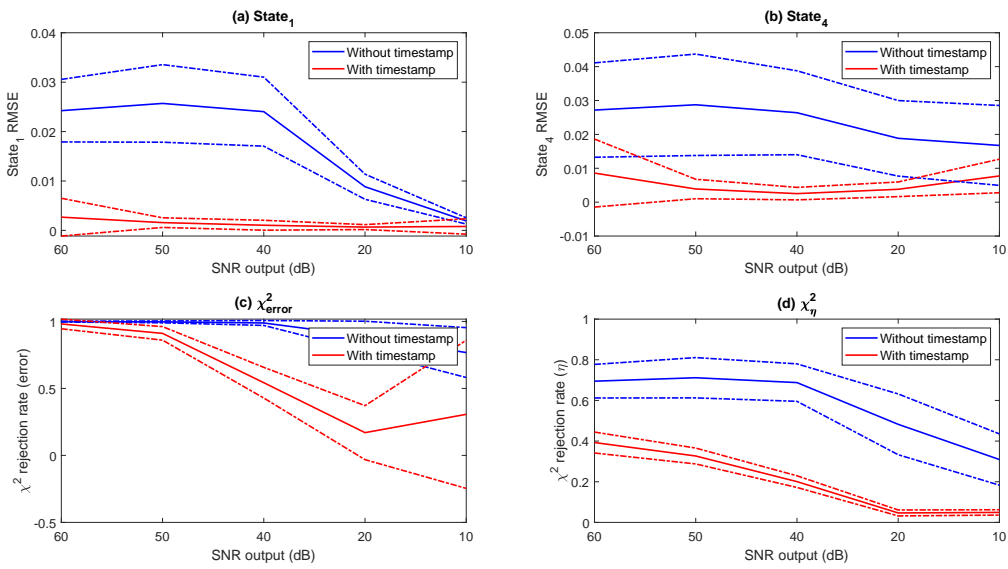 (a) State₁
0.04
0.03
0.02
0.01
0
State₁ RMSE
Without timestamp
With timestamp
60 50 40 20 10
SNR output (dB)
(b) State₄
0.05
0.04
0.03
0.02
0.01
0
-0.01
State₄ RMSE
Without timestamp
With timestamp
60 50 40 20 10
SNR output (dB)
(c) χ²error
1
0.5
0
-0.5
χ² rejection rate (error)
Without timestamp
With timestamp
60 50 40 20 10
SNR output (dB)
(d) χ²η
1
0.8
0.6
0.4
0.2
0
χ² rejection rate (η)
Without timestamp
With timestamp
60 50 40 20 10
SNR output (dB)